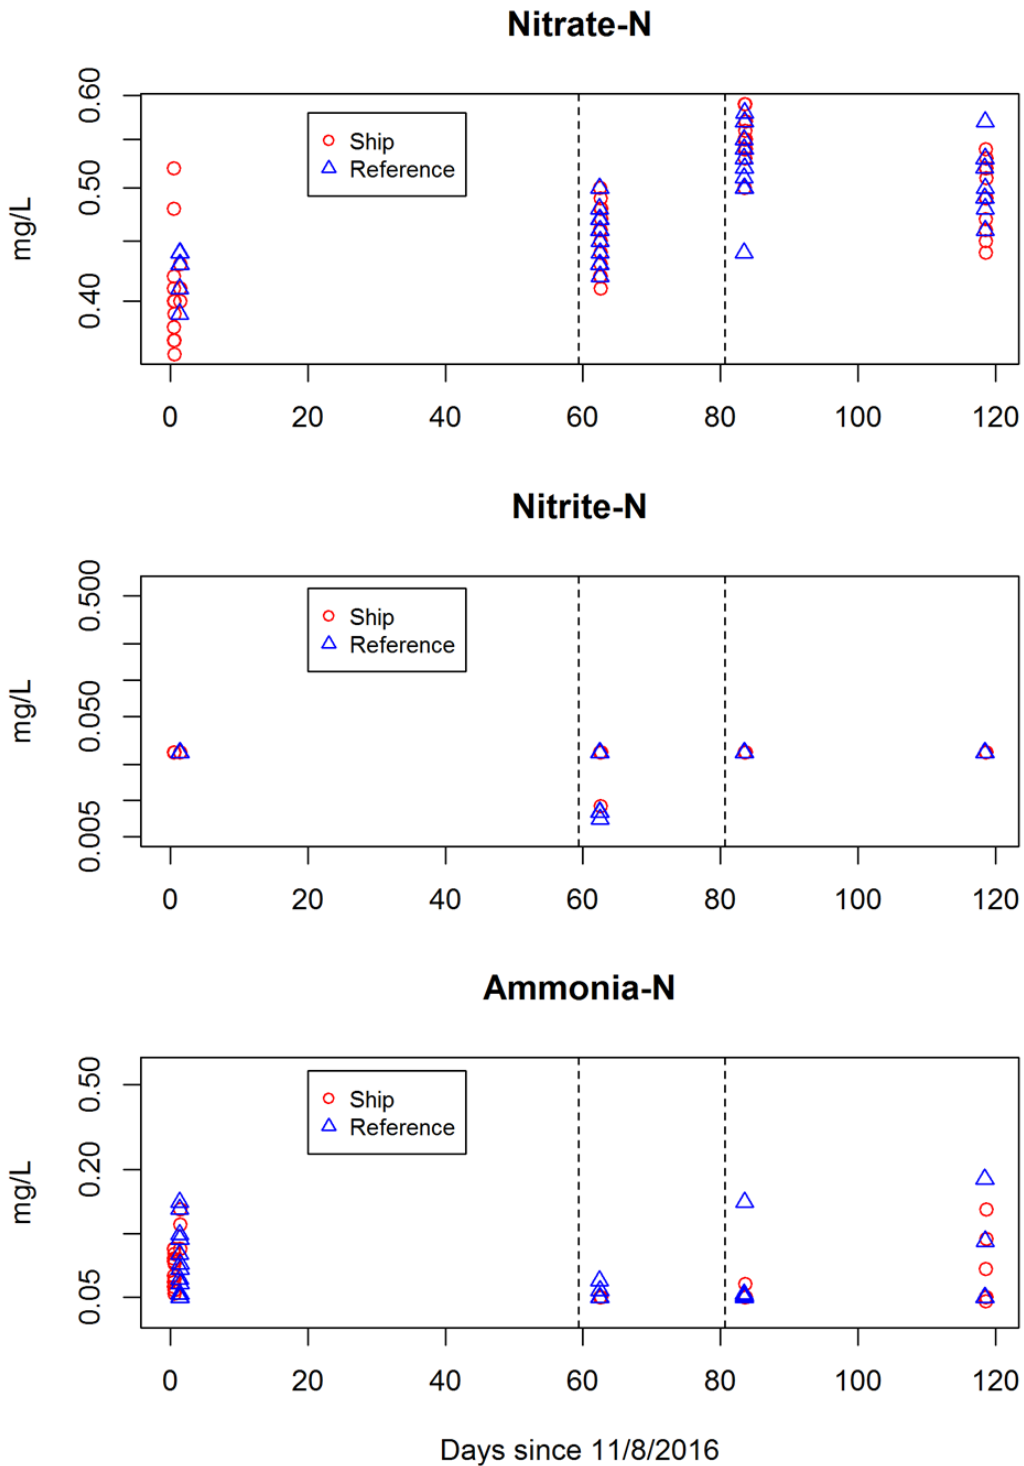 Nitrate-N
mg/L
0.60
0.50
0.40
Ship
Reference
0 20 40 60 80 100 120
Nitrite-N
mg/L
0.500
0.050
0.005
Ship
Reference
0 20 40 60 80 100 120
Ammonia-N
mg/L
0.50
0.20
0.05
Ship
Reference
0 20 40 60 80 100 120
Days since 11/8/2016